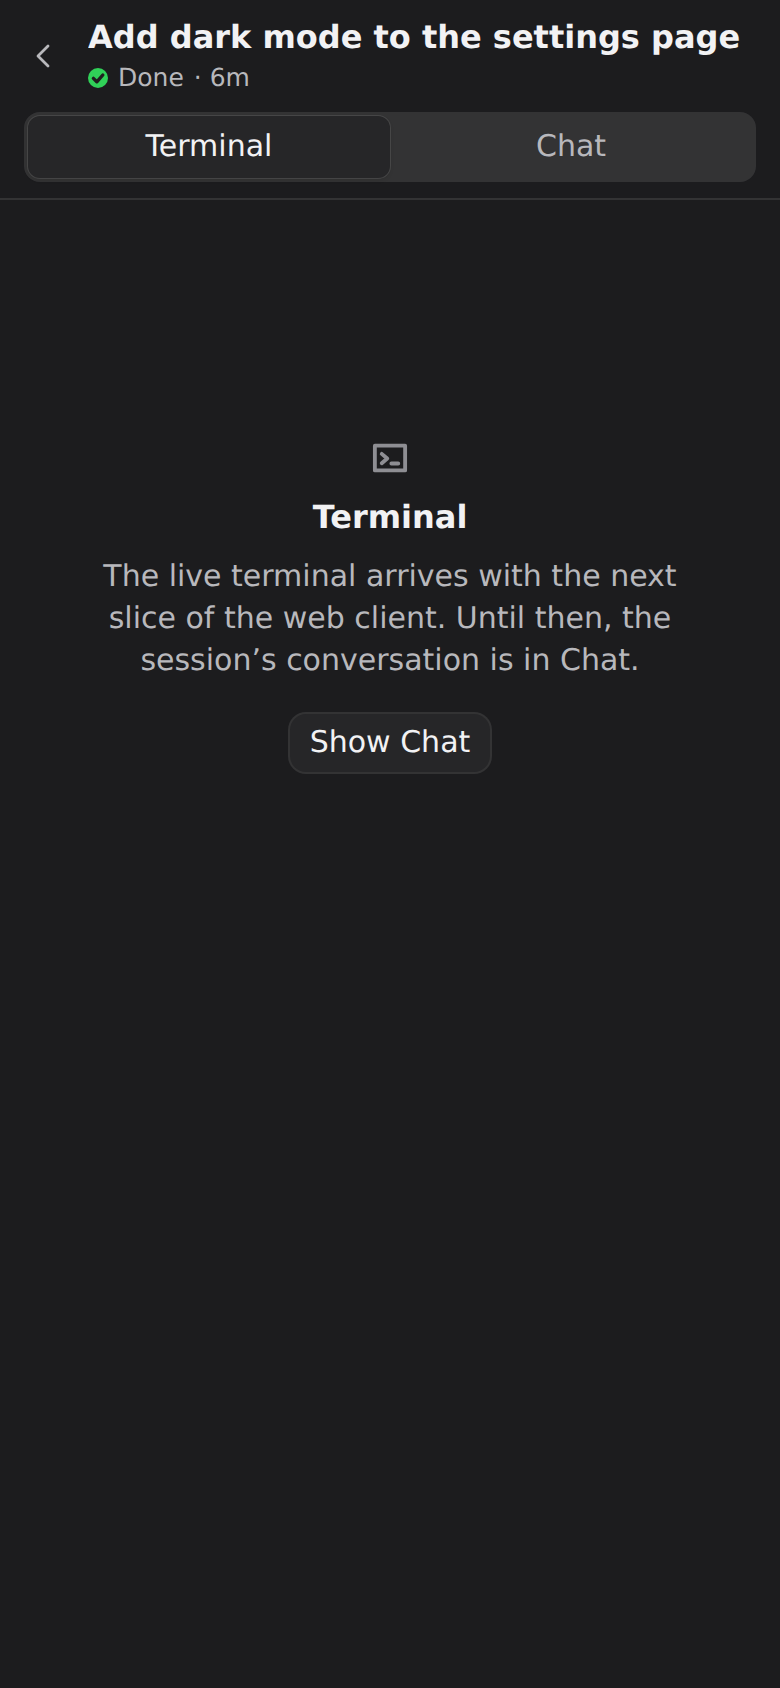 Add dark mode to the settings page
Done · 6m
Terminal
Chat
Terminal
The live terminal arrives with the next
slice of the web client. Until then, the
session’s conversation is in Chat.
Show Chat